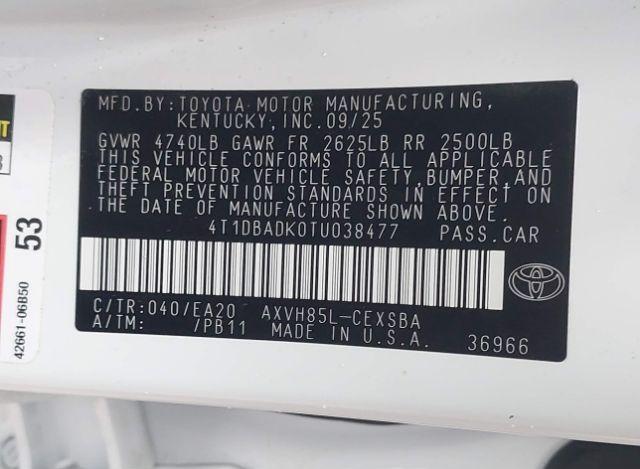 MFD.BY:TOYOTA MOTOR MANUFACTURING,
KENTUCKY, INC.09/25
GVWR 4740LB GAWR FR 2625LB RR 2500LB
THIS VEHICLE CONFORMS TO ALL APPLICABLE
FEDERAL MOTOR VEHICLE SAFETY, BUMPER, AND
THEFT PREVENTION STANDARDS IN EFFECT ON
THE DATE OF MANUFACTURE SHOWN ABOVE.
4T1DBADK0TU038477 PASS.CAR
C/TR:040/EA20 AXVH85L-CEXSBA
A/TM: /PB11 MADE IN U.S.A. 36966
53
42661-06B50